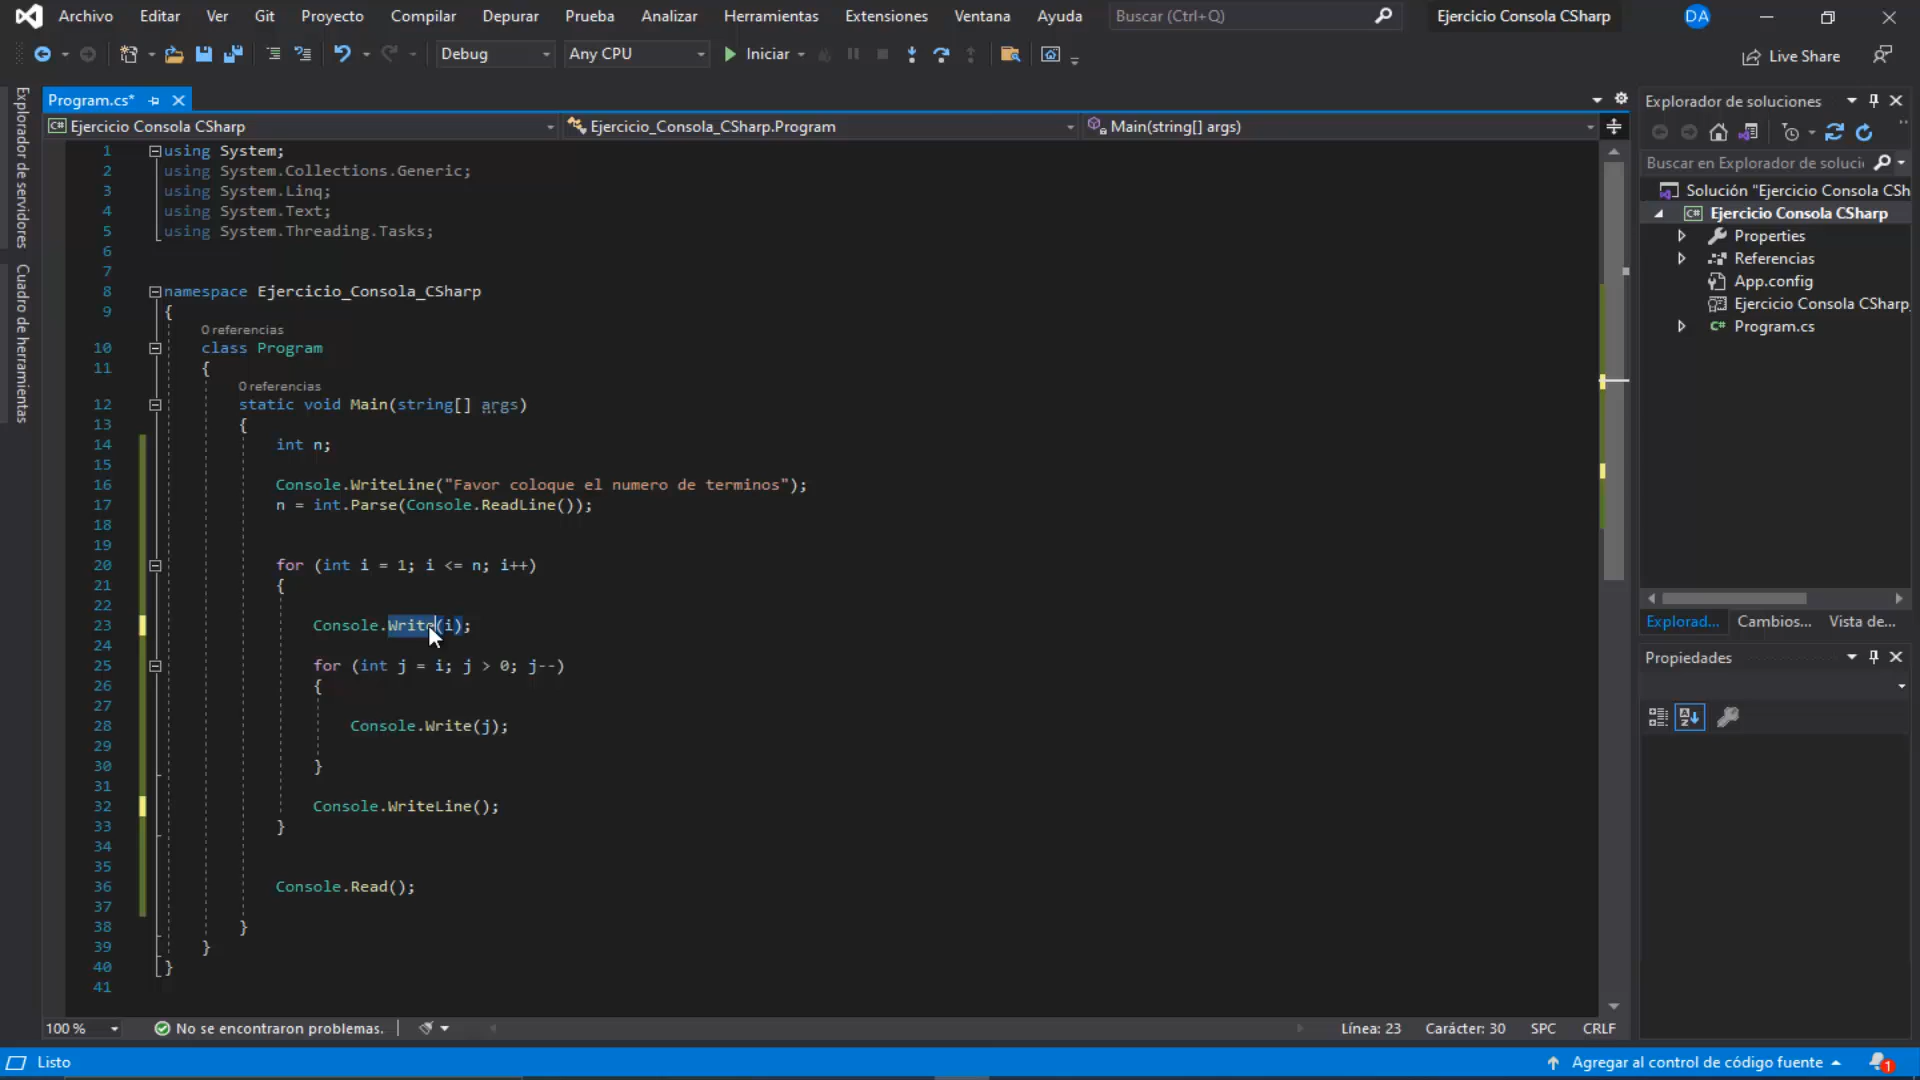 Archivo Editar Ver Git Proyecto Compilar Depurar Prueba Analizar Herramientas Extensiones Ventana Ayuda Buscar (Ctrl+Q) Ejercicio Consola CSharp DA
Debug Any CPU Iniciar Live Share
Explorador de servidores
Cuadro de herramientas
Program.cs*
Ejercicio Consola CSharp Ejercicio_Consola_CSharp.Program Main(string[] args)
1 using System;
2 using System.Collections.Generic;
3 using System.Linq;
4 using System.Text;
5 using System.Threading.Tasks;
6
7
8 namespace Ejercicio_Consola_CSharp
9 {
0 referencias
10 class Program
11 {
0 referencias
12 static void Main(string[] args)
13 {
14 int n;
15
16 Console.WriteLine("Favor coloque el numero de terminos");
17 n = int.Parse(Console.ReadLine());
18
19
20 for (int i = 1; i <= n; i++)
21 {
22
23 Console.Write(i);
24
25 for (int j = i; j > 0; j--)
26 {
27
28 Console.Write(j);
29
30 }
31
32 Console.WriteLine();
33 }
34
35
36 Console.Read();
37
38 }
39 }
40 }
41
100 % No se encontraron problemas. Línea: 23 Carácter: 30 SPC CRLF
Explorador de soluciones
Buscar en Explorador de soluci
Solución "Ejercicio Consola CSh
C# Ejercicio Consola CSharp
Properties
Referencias
App.config
Ejercicio Consola CSharp_
C# Program.cs
Explorad... Cambios... Vista de...
Propiedades
Listo Agregar al control de código fuente 1